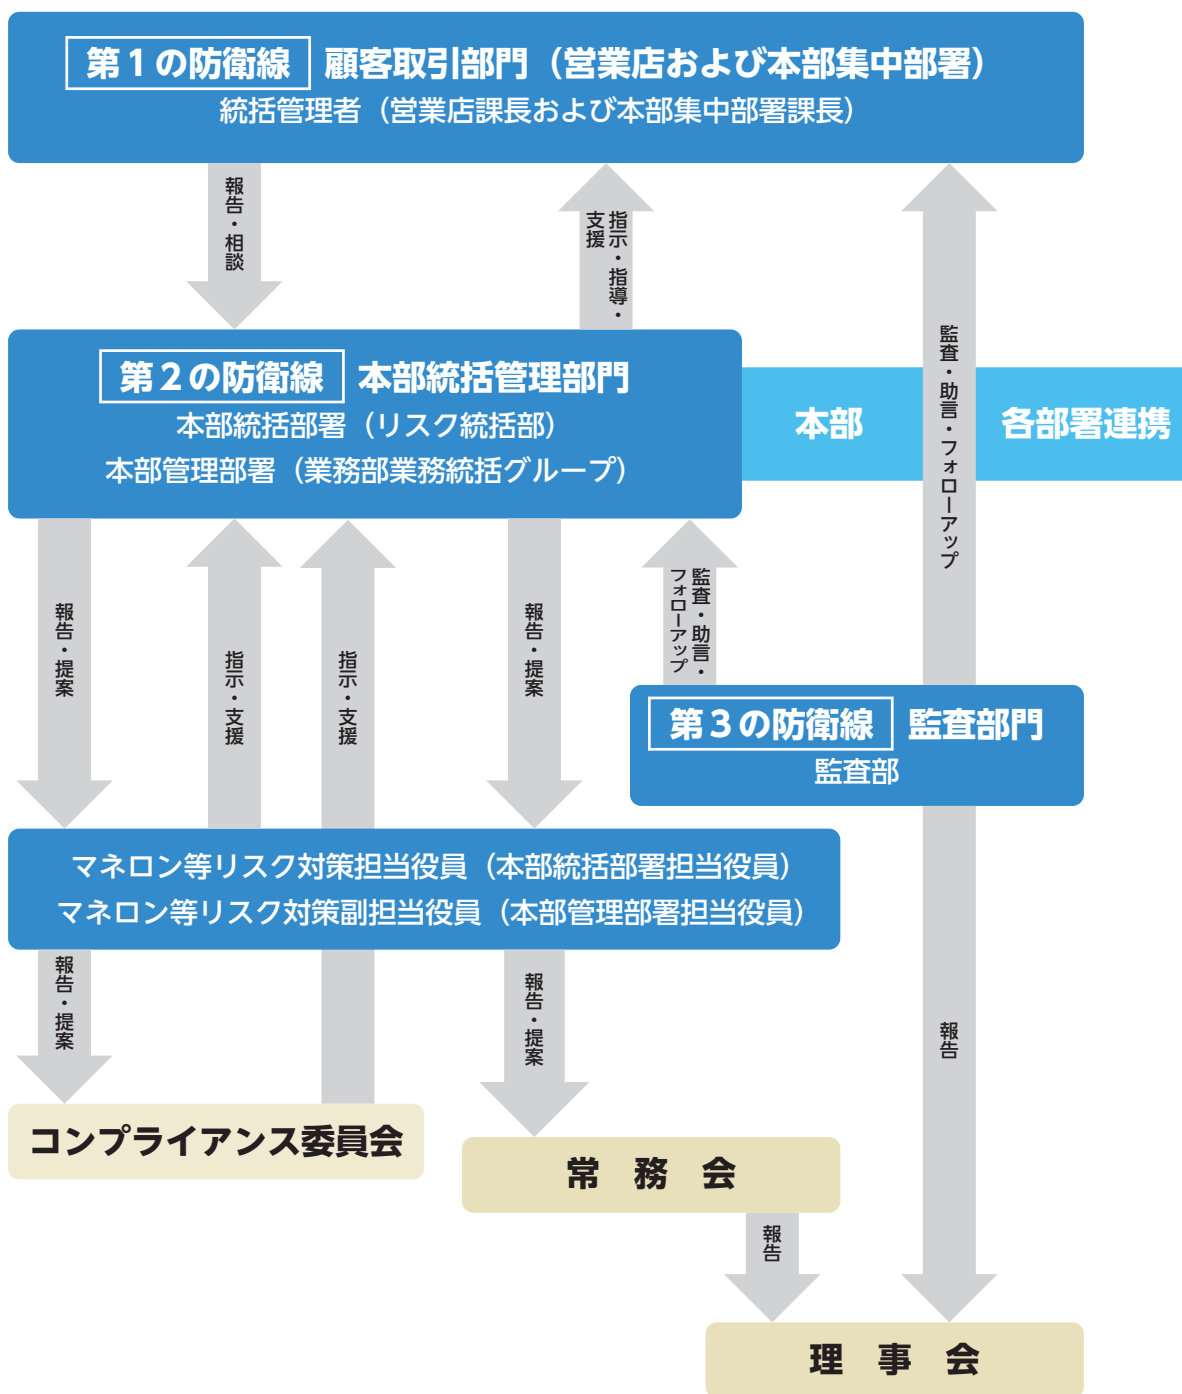 第1の防衛線 顧客取引部門（営業店および本部集中部署）
統括管理者（営業店課長および本部集中部署課長）
報告・相談
指示・指導・
支援
監査・助言・フォローアップ
第2の防衛線 本部統括管理部門
本部統括部署（リスク統括部）
本部管理部署（業務部業務統括グループ）
本部
各部署連携
報告・提案
指示・支援
指示・支援
報告・提案
監査・助言・
フォローアップ
第3の防衛線 監査部門
監査部
マネロン等リスク対策担当役員（本部統括部署担当役員）
マネロン等リスク対策副担当役員（本部管理部署担当役員）
報告・提案
報告・提案
報告
コンプライアンス委員会
常務会
報告
理事会